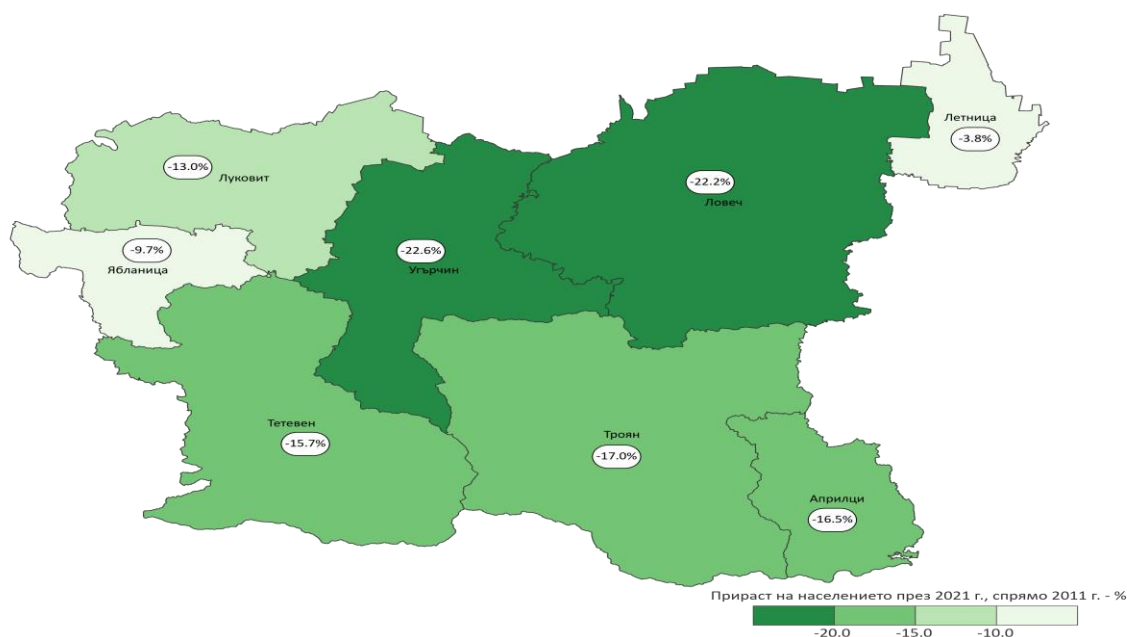 Летница
-3.8%
-13.0%
Луковит
-22.2%
Ловеч
-9.7%
Ябланица
-22.6%
Угърчин
Тетевен
-15.7%
Троян
-17.0%
Априлци
-16.5%
Прираст на населението през 2021 г., спрямо 2011 г. - %
-20.0 -15.0 -10.0